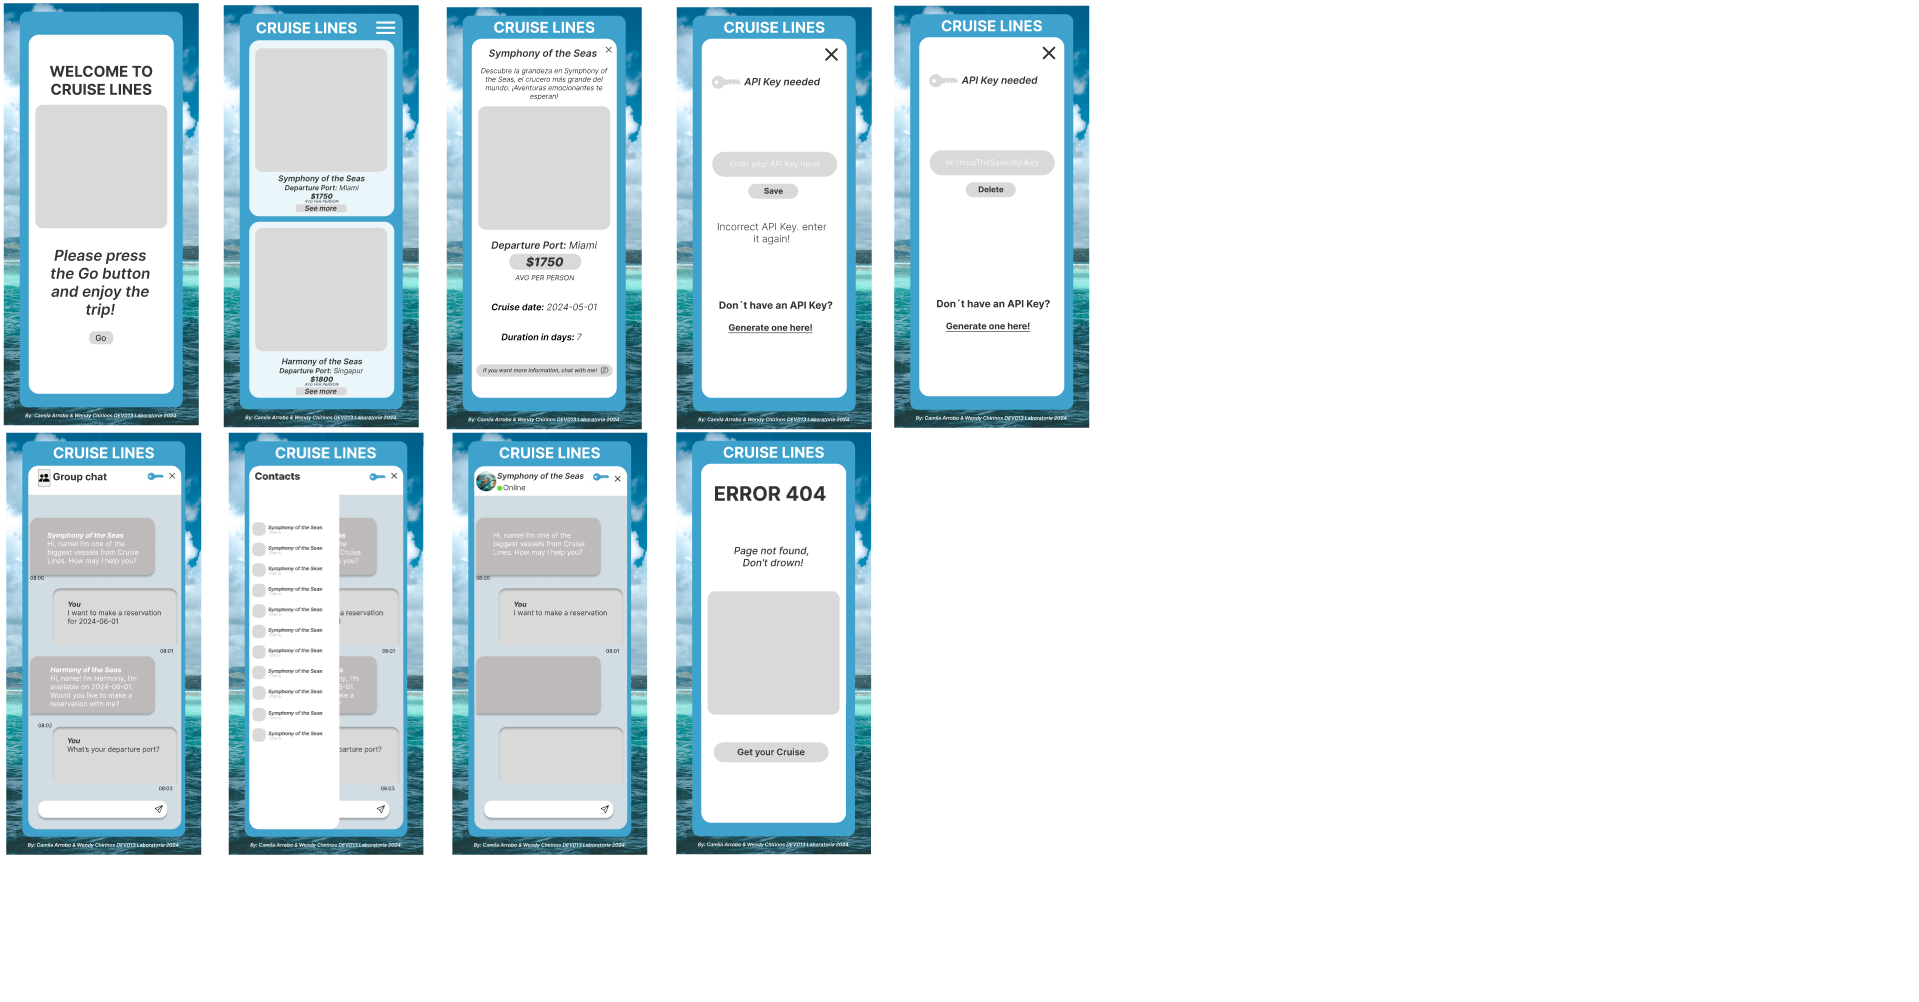 WELCOME TO
CRUISE LINES
Please press
the Go button
and enjoy the
trip!
Go
By: Camila Arrobo & Wendy Chirinos DEV013 Laboratoria 2024
CRUISE LINES
Symphony of the Seas
Departure Port: Miami
$1750
AVG PER PERSON
See more
Harmony of the Seas
Departure Port: Singapur
$1800
AVG PER PERSON
See more
By: Camila Arrobo & Wendy Chirinos DEV013 Laboratoria 2024
CRUISE LINES
Symphony of the Seas
Descubre la grandeza en Symphony of
the Seas, el crucero más grande del
mundo. ¡Aventuras emocionantes te
esperan!
Departure Port: Miami
$1750
AVG PER PERSON
Cruise date: 2024-05-01
Duration in days: 7
If you want more information, chat with me!
By: Camila Arrobo & Wendy Chirinos DEV013 Laboratoria 2024
CRUISE LINES
API Key needed
Enter your API Key here!
Save
Incorrect API Key. enter
it again!
Don´t have an API Key?
Generate one here!
By: Camila Arrobo & Wendy Chirinos DEV013 Laboratoria 2024
CRUISE LINES
API Key needed
sk-thisIsTheSavedApiKey
Delete
Don´t have an API Key?
Generate one here!
By: Camila Arrobo & Wendy Chirinos DEV013 Laboratoria 2024
CRUISE LINES
Group chat
Symphony of the Seas
Hi, name! I'm one of the
biggest vessels from Cruise
Lines. How may I help you?
08:00
You
I want to make a reservation
for 2024-06-01
08:01
Harmony of the Seas
Hi, name! I'm Harmony, I'm
available on 2024-06-01.
Would you like to make a
reservation with me?
08:02
You
What's your departure port?
08:03
By: Camila Arrobo & Wendy Chirinos DEV013 Laboratoria 2024
CRUISE LINES
Contacts
Symphony of the Seas
Symphony of the Seas
Symphony of the Seas
Symphony of the Seas
Symphony of the Seas
Symphony of the Seas
Symphony of the Seas
Symphony of the Seas
Symphony of the Seas
Symphony of the Seas
Symphony of the Seas
as
he
Cruise
you?
a reservation
08:01
s
ny, I'm
6-01.
ke a
?
parture port?
08:03
By: Camila Arrobo & Wendy Chirinos DEV013 Laboratoria 2024
CRUISE LINES
Symphony of the Seas
Online
Hi, name! I'm one of the
biggest vessels from Cruise
Lines. How may I help you?
08:00
You
I want to make a reservation
08:01
By: Camila Arrobo & Wendy Chirinos DEV013 Laboratoria 2024
CRUISE LINES
ERROR 404
Page not found,
Don't drown!
Get your Cruise
By: Camila Arrobo & Wendy Chirinos DEV013 Laboratoria 2024